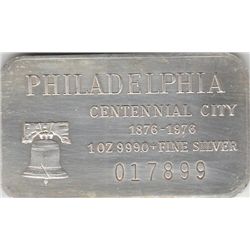 PHILADELPHIA
CENTENNIAL CITY
1876-1976
1 OZ 9990+FINE SILVER
017899